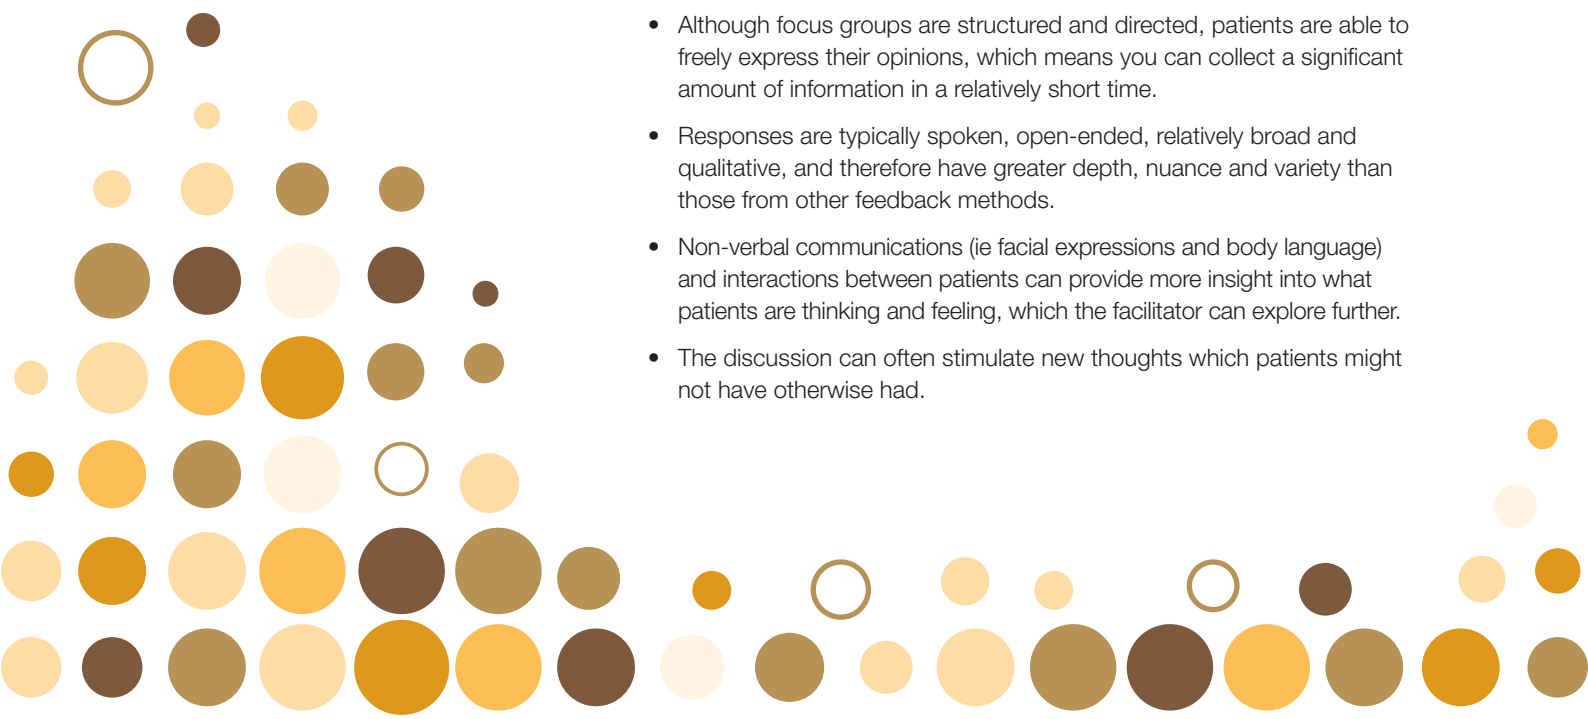 • Although focus groups are structured and directed, patients are able to
freely express their opinions, which means you can collect a significant
amount of information in a relatively short time.
• Responses are typically spoken, open-ended, relatively broad and
qualitative, and therefore have greater depth, nuance and variety than
those from other feedback methods.
• Non-verbal communications (ie facial expressions and body language)
and interactions between patients can provide more insight into what
patients are thinking and feeling, which the facilitator can explore further.
• The discussion can often stimulate new thoughts which patients might
not have otherwise had.